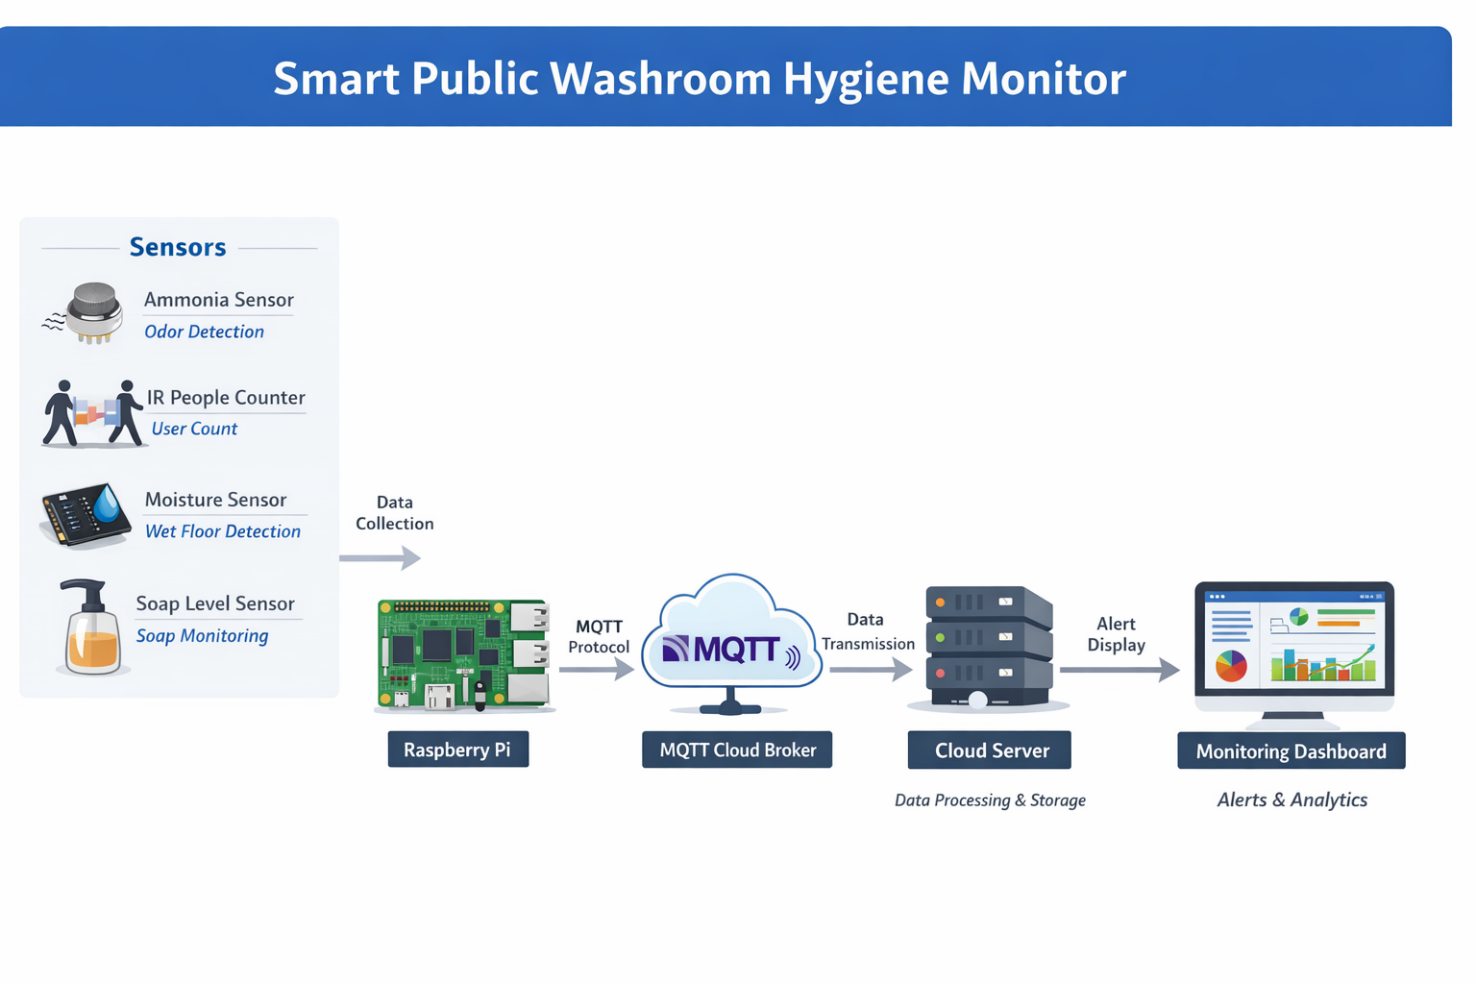 Smart Public Washroom Hygiene Monitor
Sensors
Ammonia Sensor
Odor Detection
IR People Counter
User Count
Moisture Sensor
Wet Floor Detection
Soap Level Sensor
Soap Monitoring
Data
Collection
Raspberry Pi
MQTT
Protocol
MQTT
MQTT Cloud Broker
Data
Transmission
Cloud Server
Data Processing & Storage
Alert
Display
Monitoring Dashboard
Alerts & Analytics